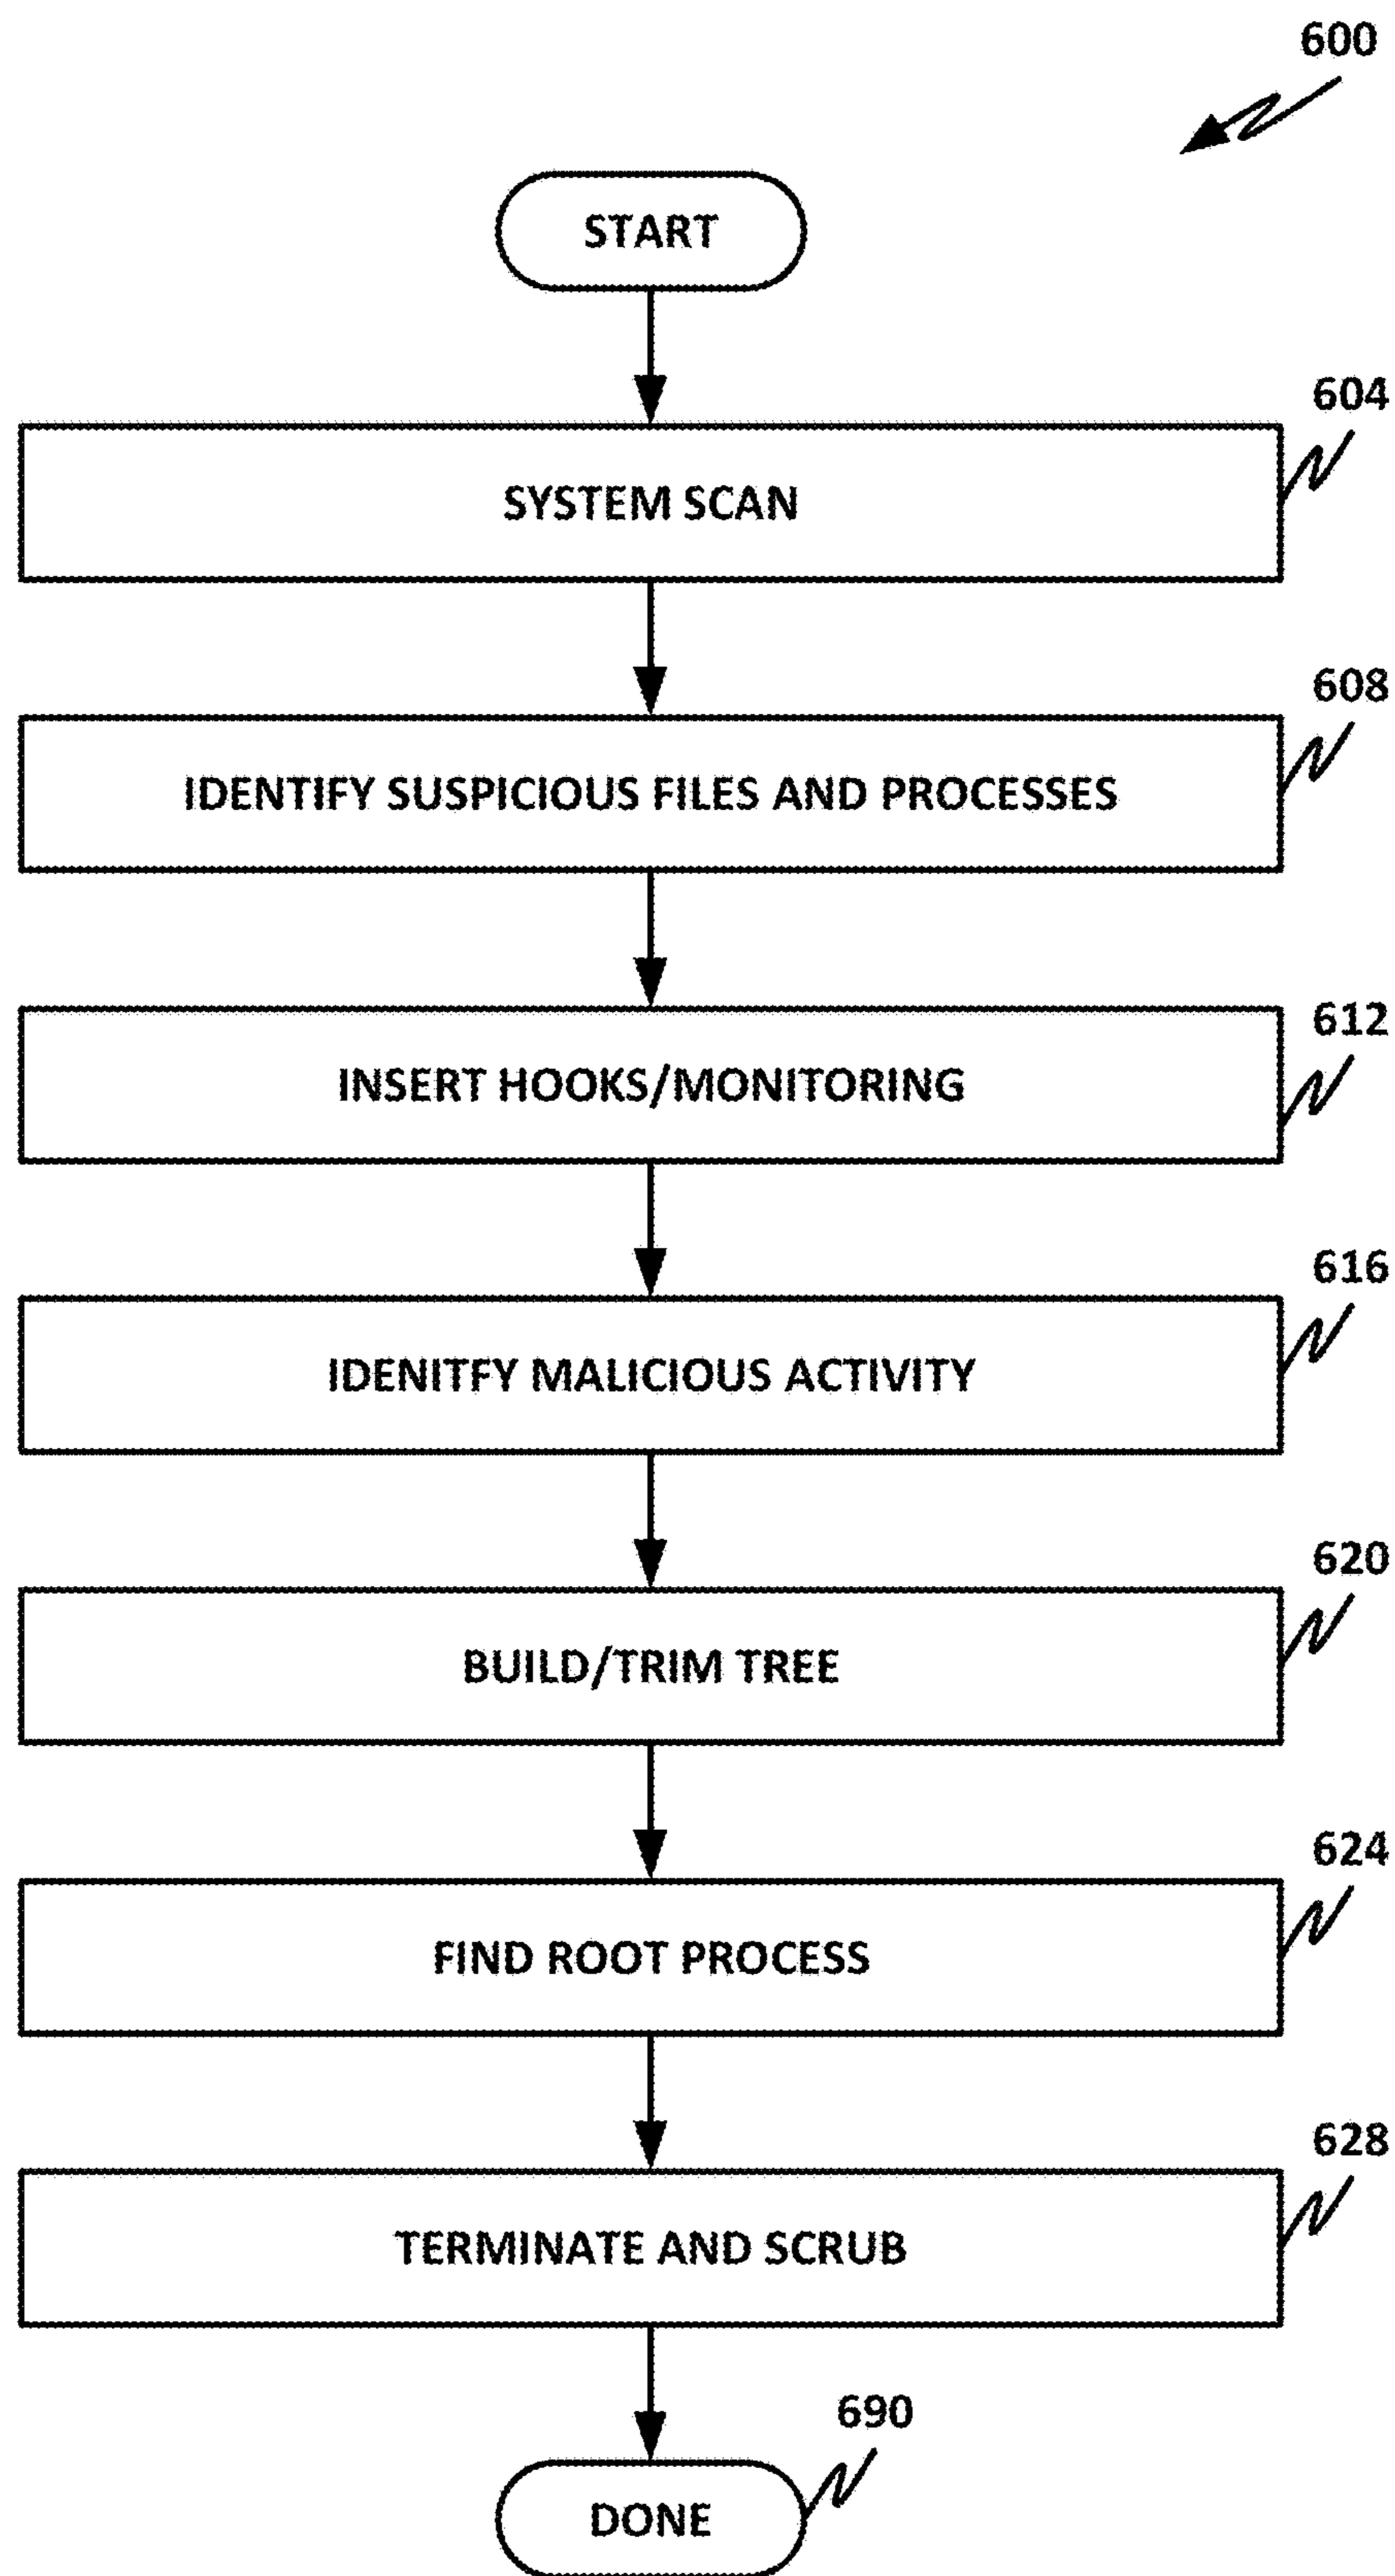 600
START
604
SYSTEM SCAN
608
IDENTIFY SUSPICIOUS FILES AND PROCESSES
612
INSERT HOOKS/MONITORING
616
IDENITFY MALICIOUS ACTIVITY
620
BUILD/TRIM TREE
624
FIND ROOT PROCESS
628
TERMINATE AND SCRUB
690
DONE